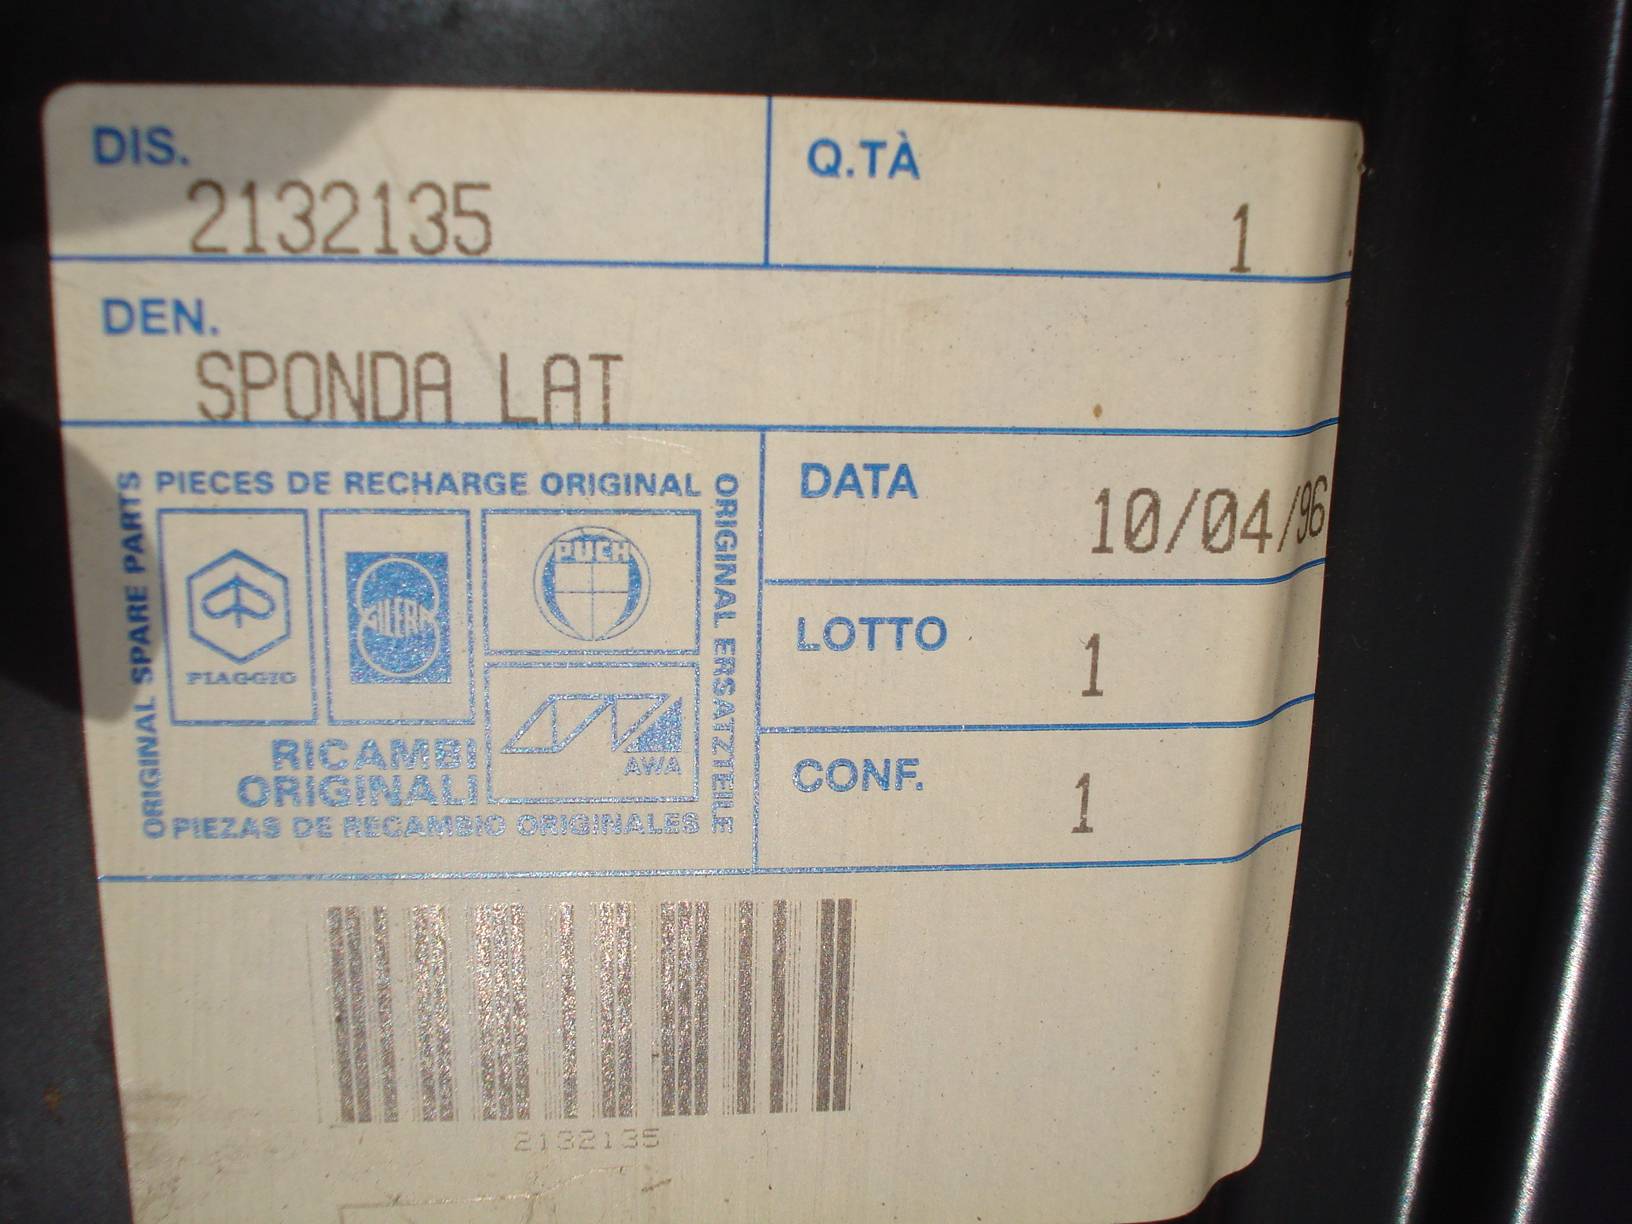 DIS.
2132135
Q.TÀ
1
DEN.
SPONDA LAT
PIECES DE RECHARGE ORIGINAL
ORIGINAL SPARE PARTS
ORIGINAL ERSATZTEILE
PIAGGIO
GILERA
PUCH
AWA
RICAMBI
ORIGINALI
PIEZAS DE RECAMBIO ORIGINALES
DATA
10/04/96
LOTTO
1
CONF.
1
2132135